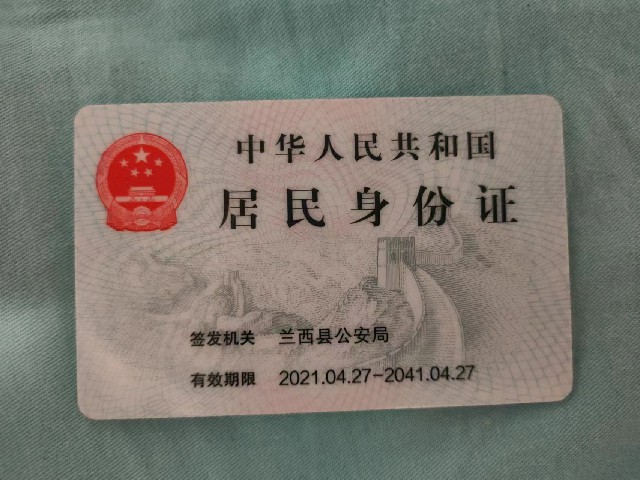 中华人民共和国
居民身份证
签发机关 兰西县公安局
有效期限 2021.04.27-2041.04.27